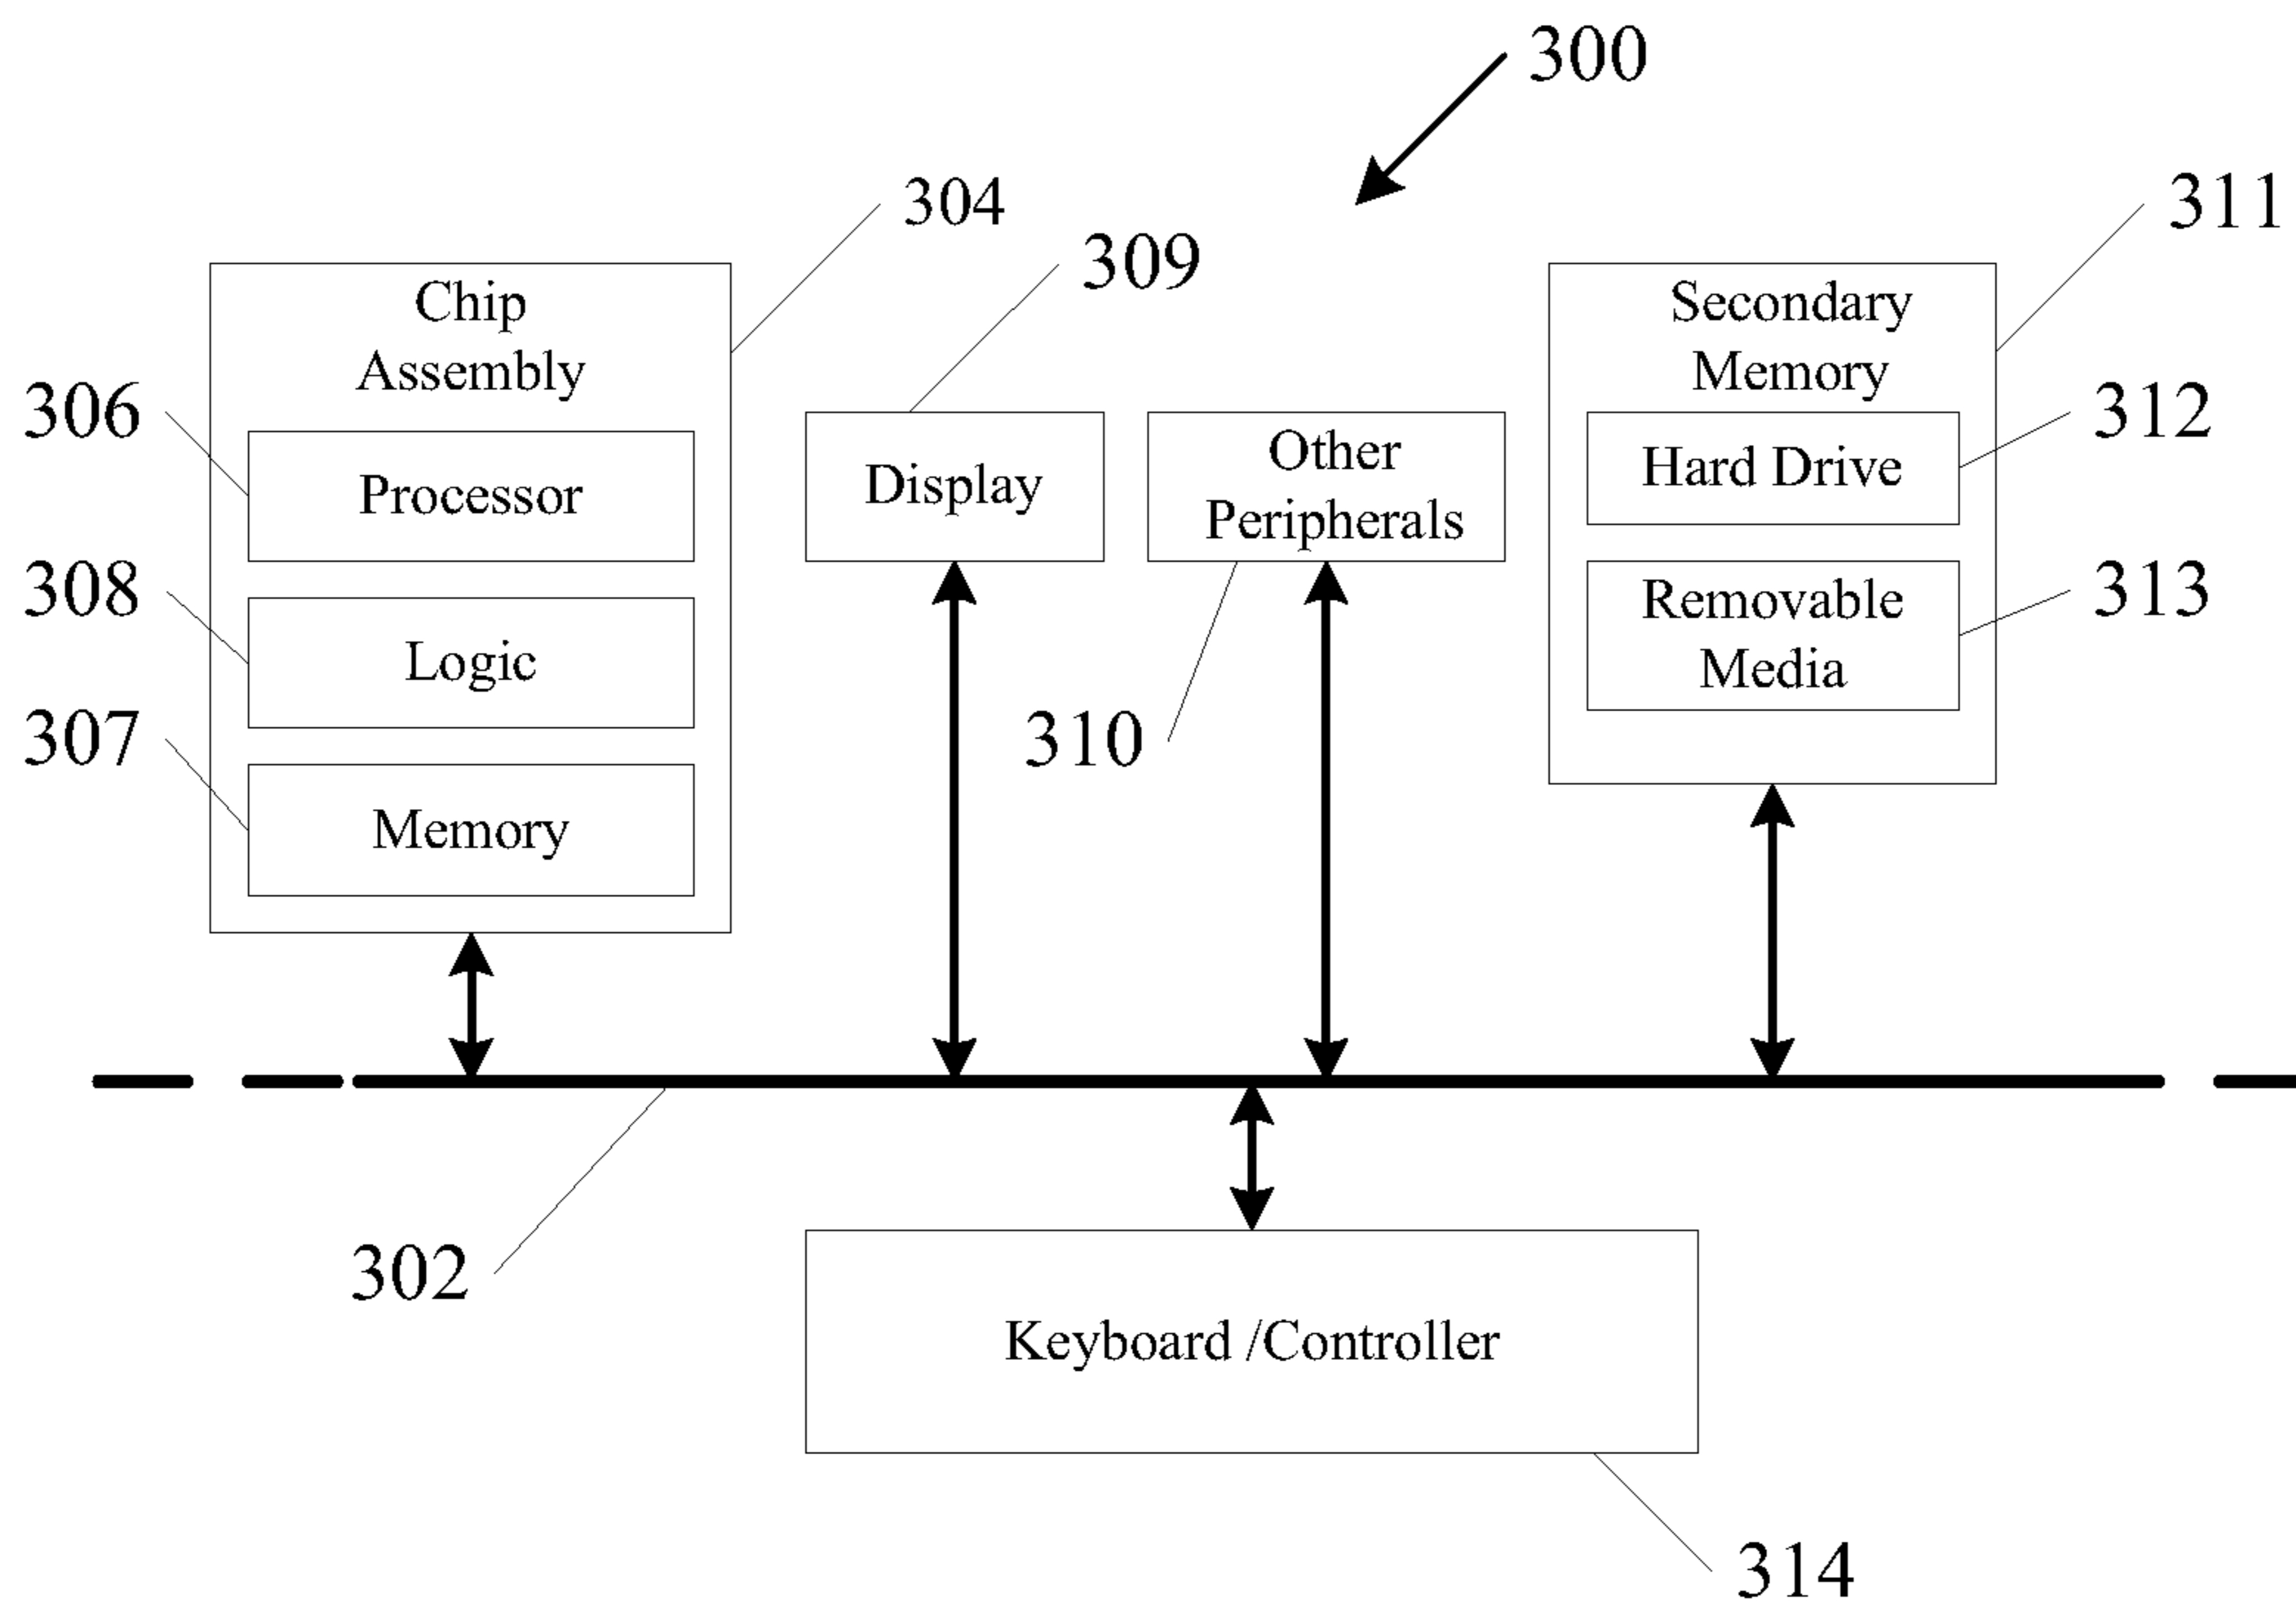 300
304
309
311
Chip
Assembly
Secondary
Memory
306
312
Processor
Display
Other
Peripherals
Hard Drive
308
313
Logic
Removable
Media
307
310
Memory
302
Keyboard /Controller
314